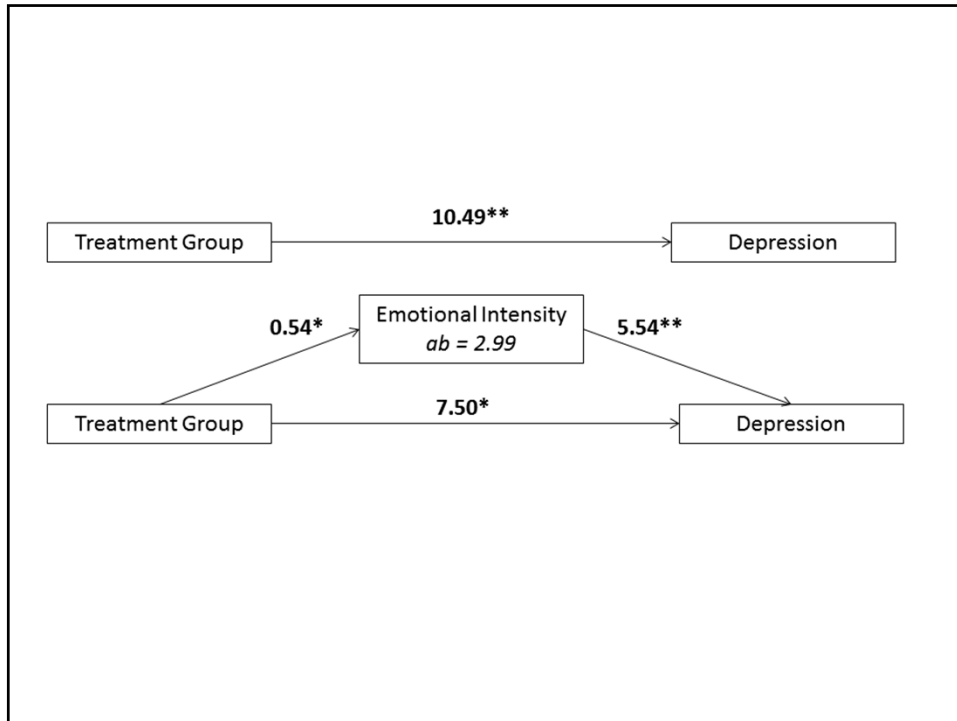 10.49**
Treatment Group
Depression
Emotional Intensity
ab = 2.99
0.54*
5.54**
7.50*
Treatment Group
Depression